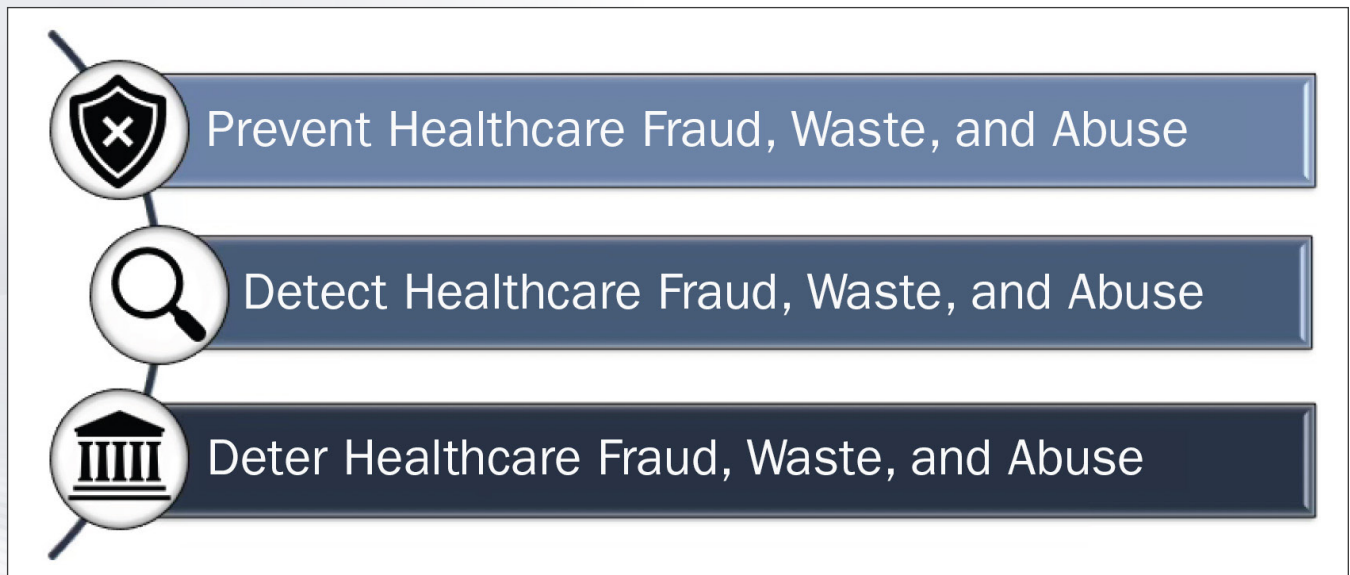 Prevent Healthcare Fraud, Waste, and Abuse
Detect Healthcare Fraud, Waste, and Abuse
Deter Healthcare Fraud, Waste, and Abuse